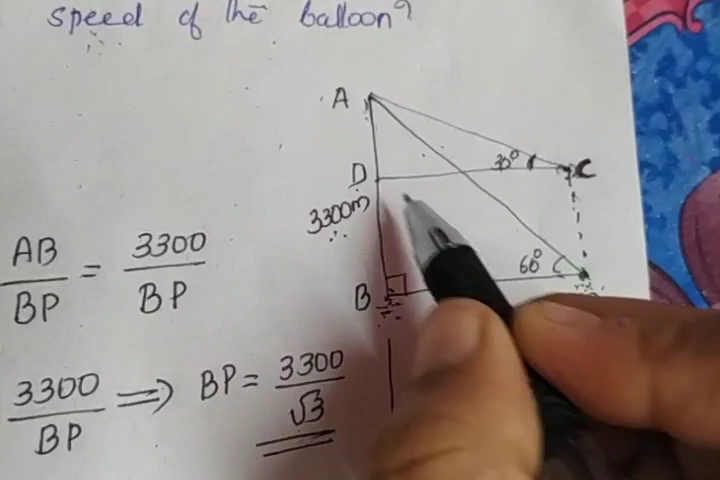 speed of the balloon?
A
D
30°
C
3300m
60°
B
AB/BP = 3300/BP
3300/BP ⟹ BP = 3300/√3